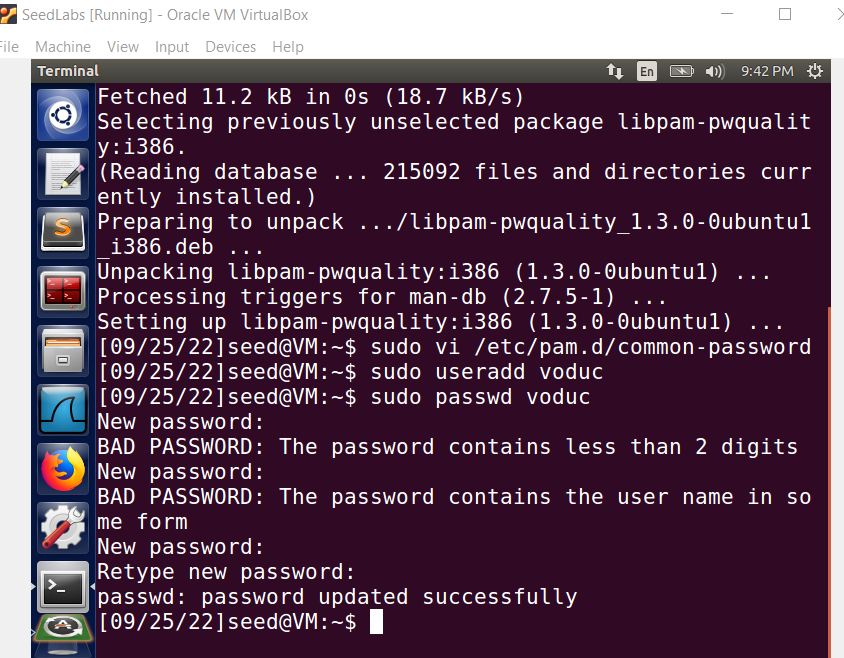 SeedLabs [Running] - Oracle VM VirtualBox
File Machine View Input Devices Help
Terminal En 9:42 PM
Fetched 11.2 kB in 0s (18.7 kB/s)
Selecting previously unselected package libpam-pwqualit
y:i386.
(Reading database ... 215092 files and directories curr
ently installed.)
Preparing to unpack .../libpam-pwquality_1.3.0-0ubuntu1
_i386.deb ...
Unpacking libpam-pwquality:i386 (1.3.0-0ubuntu1) ...
Processing triggers for man-db (2.7.5-1) ...
Setting up libpam-pwquality:i386 (1.3.0-0ubuntu1) ...
[09/25/22]seed@VM:~$ sudo vi /etc/pam.d/common-password
[09/25/22]seed@VM:~$ sudo useradd voduc
[09/25/22]seed@VM:~$ sudo passwd voduc
New password:
BAD PASSWORD: The password contains less than 2 digits
New password:
BAD PASSWORD: The password contains the user name in so
me form
New password:
Retype new password:
passwd: password updated successfully
[09/25/22]seed@VM:~$